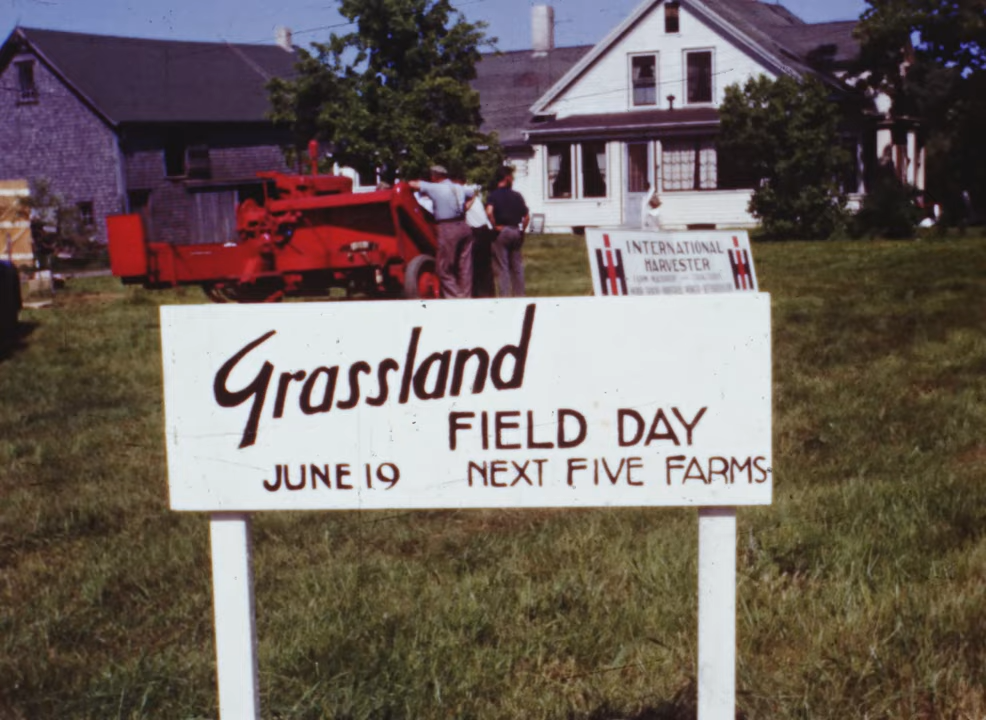 INTERNATIONAL
HARVESTER
Grassland
FIELD DAY
JUNE 19 NEXT FIVE FARMS